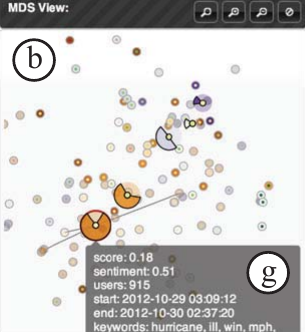 MDS View:
b
g
score: 0.18
sentiment: 0.51
users: 915
start: 2012-10-29 03:09:12
end: 2012-10-30 02:37:20
keywords: hurricane, ill, win, mph,